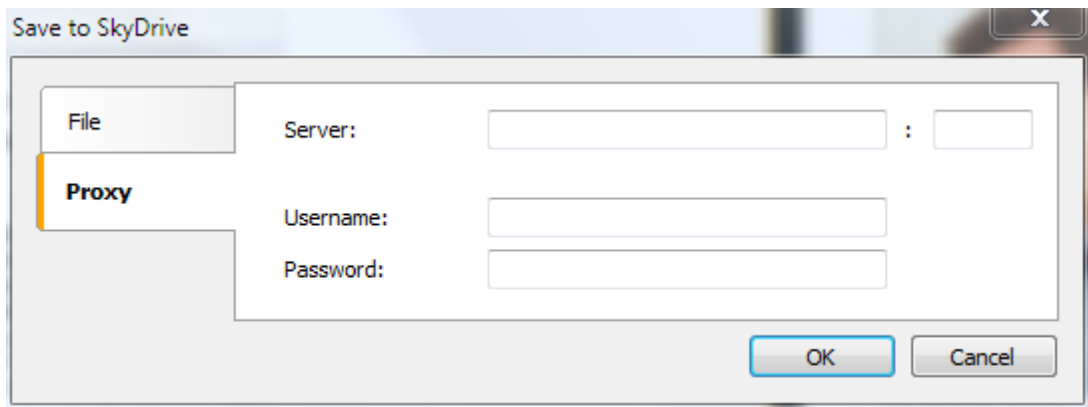 Save to SkyDrive
X
File
Server: :
Proxy
Username:
Password:
OK Cancel